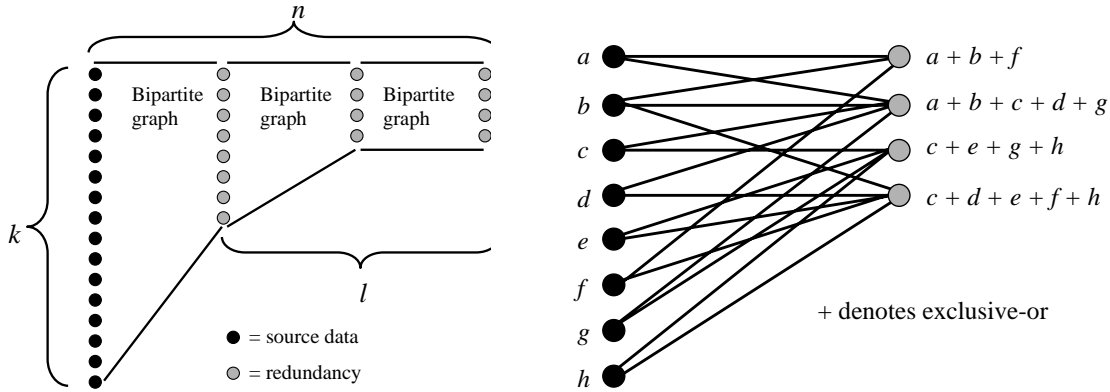 n
Bipartite graph
Bipartite graph
Bipartite graph
k
l
= source data
= redundancy
a
b
c
d
e
f
g
h
a + b + f
a + b + c + d + g
c + e + g + h
c + d + e + f + h
+ denotes exclusive-or